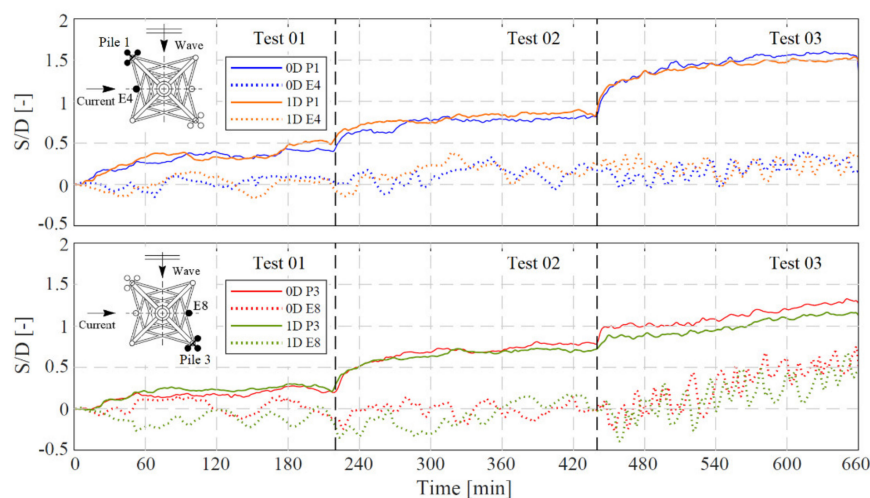 2
1.5
1
0.5
0
-0.5
S/D [-]
Pile 1
Wave
E4
Current
0D P1
0D E4
1D P1
1D E4
Test 01
Test 02
Test 03
2
1.5
1
0.5
0
-0.5
S/D [-]
Wave
E8
Current
Pile 3
0D P3
0D E8
1D P3
1D E8
Test 01
Test 02
Test 03
0 60 120 180 240 300 360 420 480 540 600 660
Time [min]